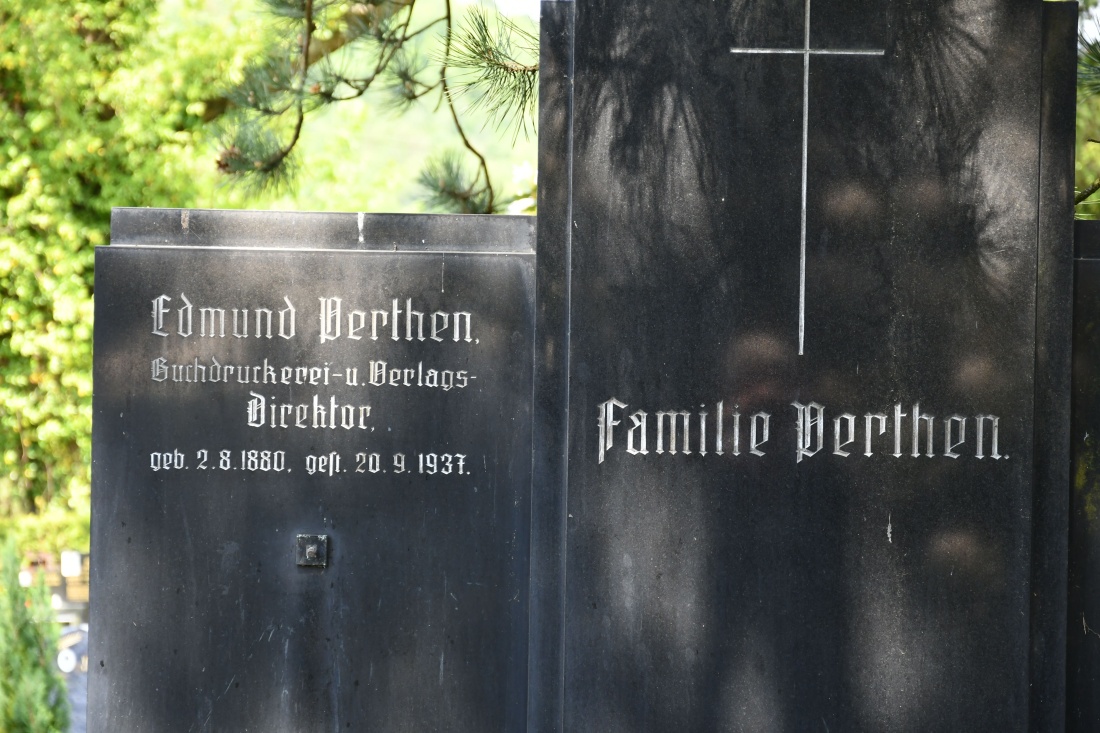 Edmund Perthen,
Buchdruckerei- u. Verlags-
Direktor,
geb. 2.8.1880, gest. 20.9.1937.
Familie Perthen.